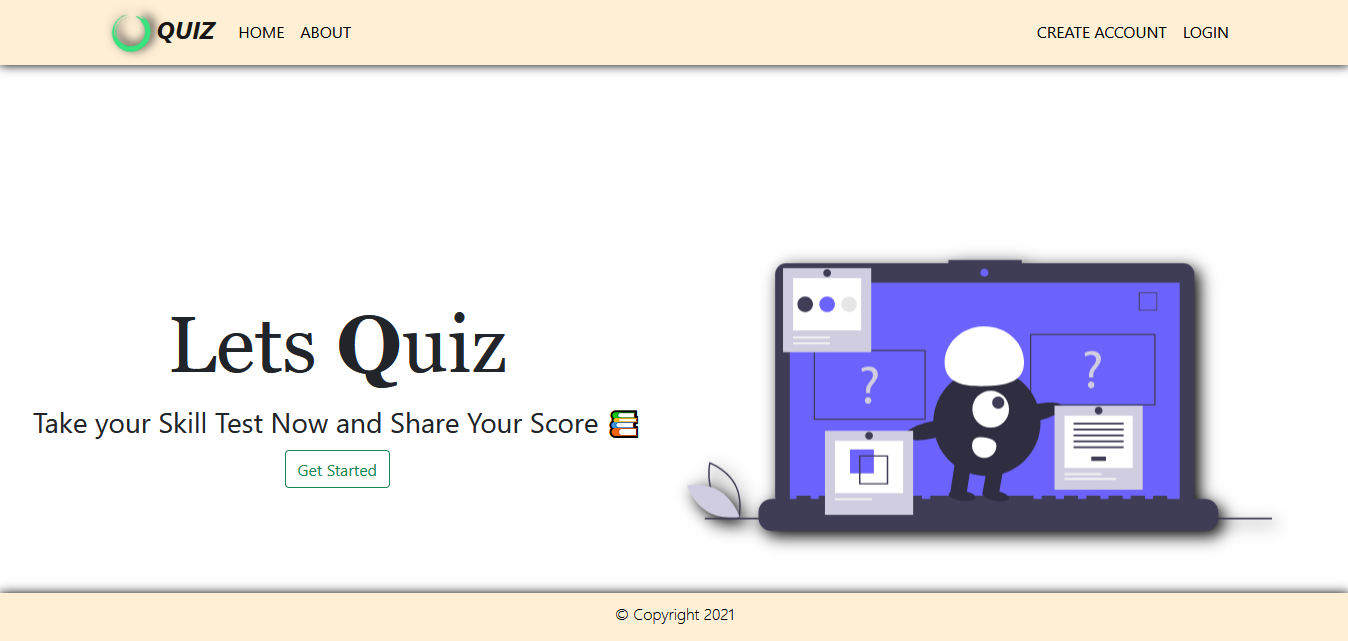 QUIZ HOME ABOUT CREATE ACCOUNT LOGIN
Lets Quiz
Take your Skill Test Now and Share Your Score 📚
Get Started
? ?
© Copyright 2021